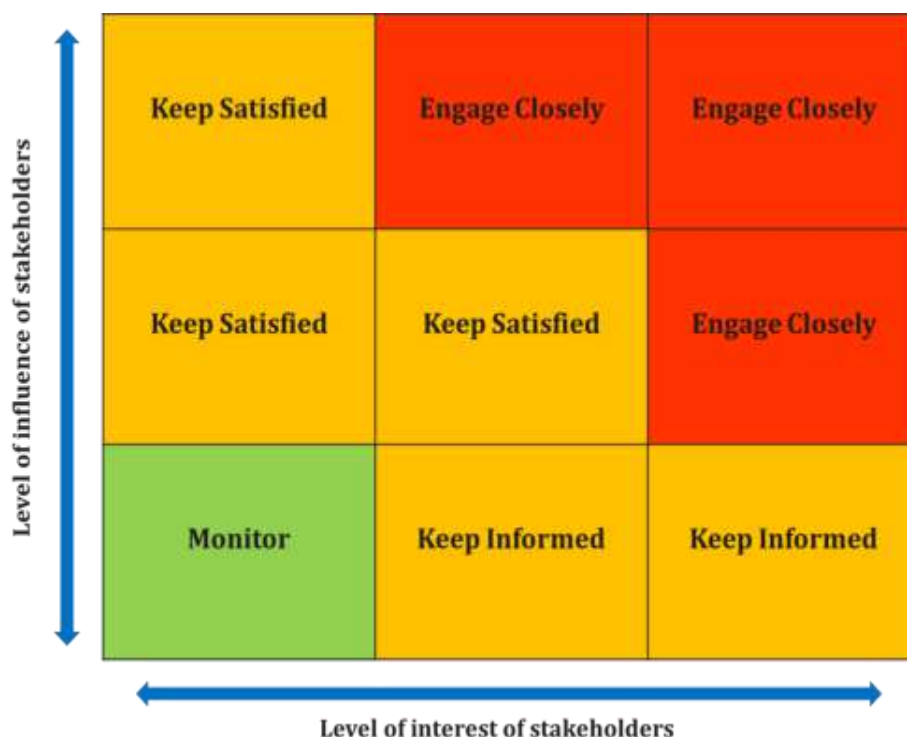 Level of influence of stakeholders
Keep Satisfied
Engage Closely
Engage Closely
Keep Satisfied
Keep Satisfied
Engage Closely
Monitor
Keep Informed
Keep Informed
Level of interest of stakeholders